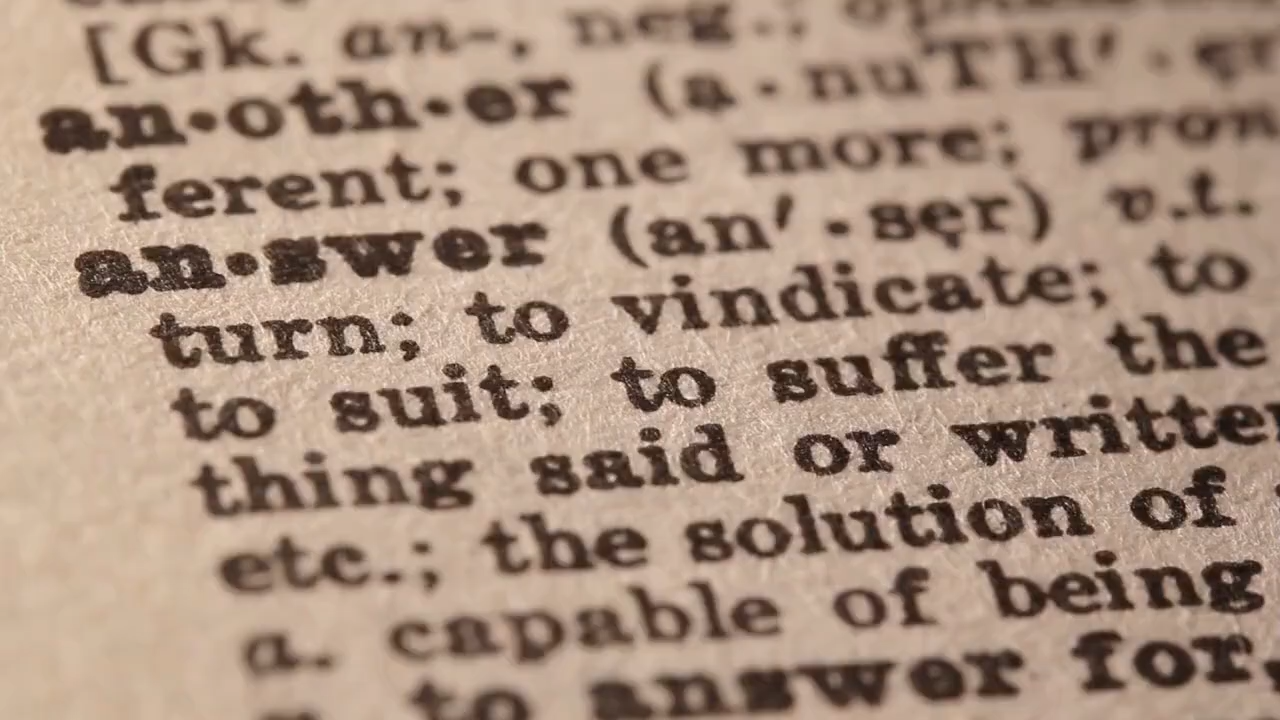 [Gk. an-, neg.;
an•oth•er (a·nuTH′·
ferent; one more; pron
an•swer (an′·sẹr) v.t.
turn; to vindicate; to
to suit; to suffer the
thing said or written
etc.; the solution of
a. capable of being
to answer for,